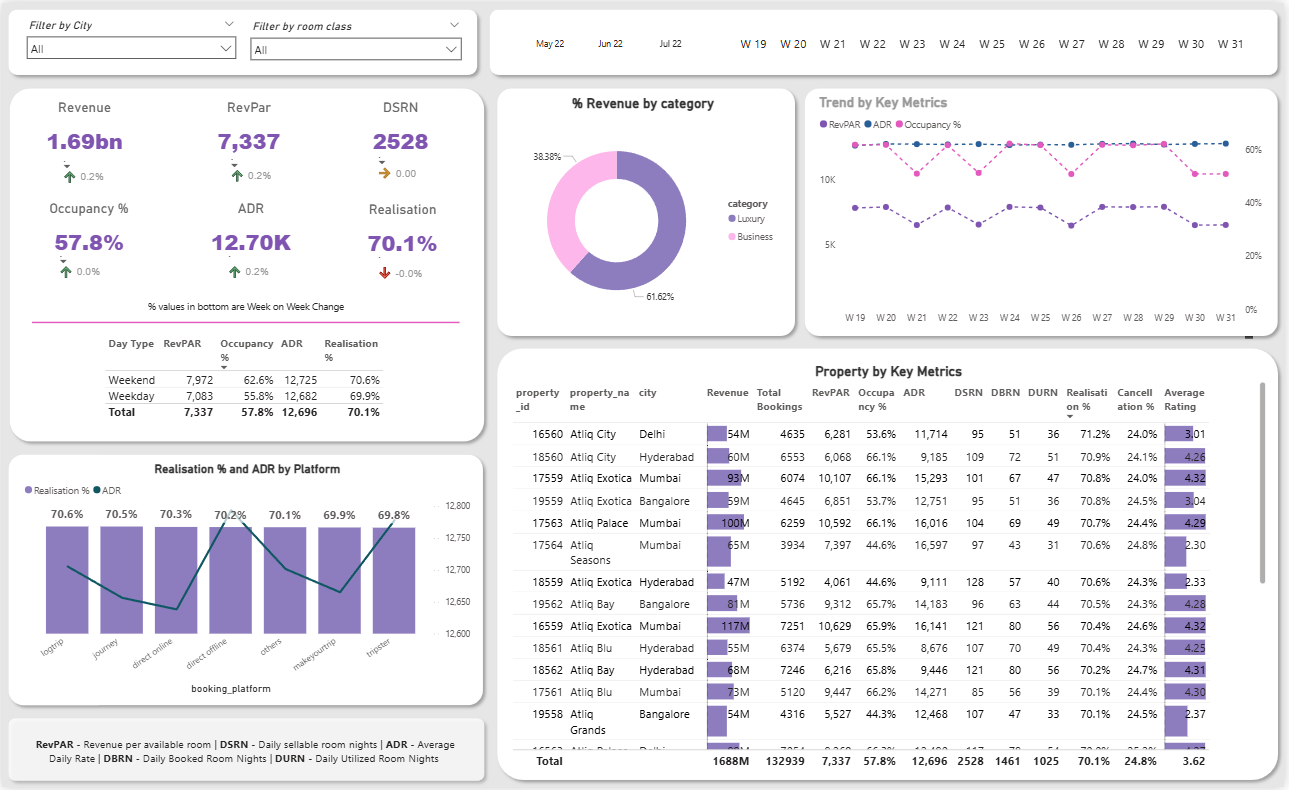 Filter by City
All
Filter by room class
All
May 22 Jun 22 Jul 22 W 19 W 20 W 21 W 22 W 23 W 24 W 25 W 26 W 27 W 28 W 29 W 30 W 31
Revenue RevPar DSRN
1.69bn 7,337 2528
0.2% 0.2% 0.00
Occupancy % ADR Realisation
57.8% 12.70K 70.1%
0.0% 0.2% -0.0%
% values in bottom are Week on Week Change
Day Type RevPAR Occupancy % ADR Realisation %
Weekend 7,972 62.6% 12,725 70.6%
Weekday 7,083 55.8% 12,682 69.9%
Total 7,337 57.8% 12,696 70.1%
% Revenue by category
38.38%
61.62%
category
Luxury
Business
Trend by Key Metrics
RevPAR ADR Occupancy %
10K
5K
60%
40%
20%
0%
W 19 W 20 W 21 W 22 W 23 W 24 W 25 W 26 W 27 W 28 W 29 W 30 W 31
Realisation % and ADR by Platform
Realisation % ADR
70.6% 70.5% 70.3% 70.2% 70.1% 69.9% 69.8%
12,800
12,750
12,700
12,650
12,600
logtrip journey direct online direct offline others makeyourtrip tripster
booking_platform
RevPAR - Revenue per available room | DSRN - Daily sellable room nights | ADR - Average
Daily Rate | DBRN - Daily Booked Room Nights | DURN - Daily Utilized Room Nights
Property by Key Metrics
property_id property_name city Revenue Total Bookings RevPAR Occupancy % ADR DSRN DBRN DURN Realisation % Cancellation % Average Rating
16560 Atliq City Delhi 54M 4635 6,281 53.6% 11,714 95 51 36 71.2% 24.0% 3.01
18560 Atliq City Hyderabad 60M 6553 6,068 66.1% 9,185 109 72 51 70.9% 24.1% 4.26
17559 Atliq Exotica Mumbai 93M 6074 10,107 66.1% 15,293 101 67 47 70.8% 24.0% 4.32
19559 Atliq Exotica Bangalore 59M 4645 6,851 53.7% 12,751 95 51 36 70.8% 24.5% 3.04
17563 Atliq Palace Mumbai 100M 6259 10,592 66.1% 16,016 104 69 49 70.7% 24.4% 4.29
17564 Atliq Seasons Mumbai 65M 3934 7,397 44.6% 16,597 97 43 31 70.6% 24.8% 2.30
18559 Atliq Exotica Hyderabad 47M 5192 4,061 44.6% 9,111 128 57 40 70.6% 24.3% 2.33
19562 Atliq Bay Bangalore 81M 5736 9,312 65.7% 14,183 96 63 44 70.5% 24.3% 4.28
16559 Atliq Exotica Mumbai 117M 7251 10,629 65.9% 16,141 121 80 56 70.4% 24.6% 4.32
18561 Atliq Blu Hyderabad 55M 6374 5,679 65.5% 8,676 107 70 49 70.4% 24.3% 4.25
18562 Atliq Bay Hyderabad 68M 7246 6,216 65.8% 9,446 121 80 56 70.2% 24.7% 4.31
17561 Atliq Blu Mumbai 73M 5120 9,447 66.2% 14,271 85 56 39 70.1% 24.4% 4.30
19558 Atliq Grands Bangalore 54M 4316 5,527 44.3% 12,468 107 47 33 70.1% 24.5% 2.37
Total 1688M 132939 7,337 57.8% 12,696 2528 1461 1025 70.1% 24.8% 3.62